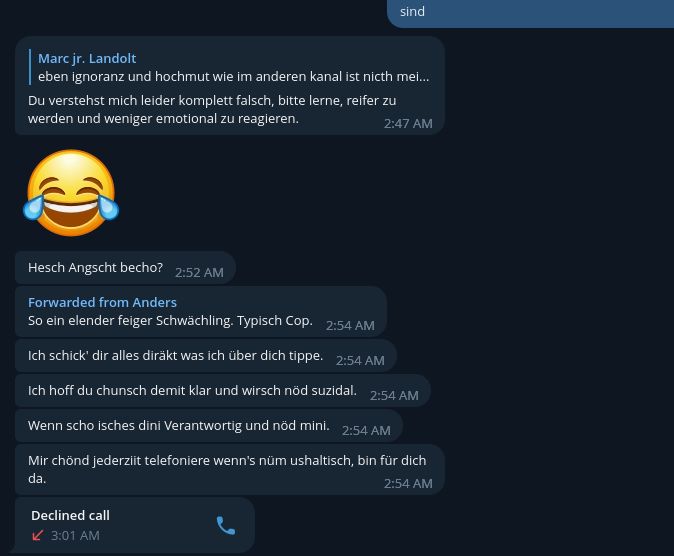 sind
Marc jr. Landolt
eben ignoranz und hochmut wie im anderen kanal ist nicth mei...
Du verstehst mich leider komplett falsch, bitte lerne, reifer zu
werden und weniger emotional zu reagieren.
2:47 AM
Hesch Angscht becho?
2:52 AM
Forwarded from Anders
So ein elender feiger Schwächling. Typisch Cop.
2:54 AM
Ich schick' dir alles diräkt was ich über dich tippe.
2:54 AM
Ich hoff du chunsch demit klar und wirsch nöd suzidal.
2:54 AM
Wenn scho isches dini Verantwortig und nöd mini.
2:54 AM
Mir chönd jederziit telefoniere wenn's nüm ushaltisch, bin für dich
da.
2:54 AM
Declined call
3:01 AM